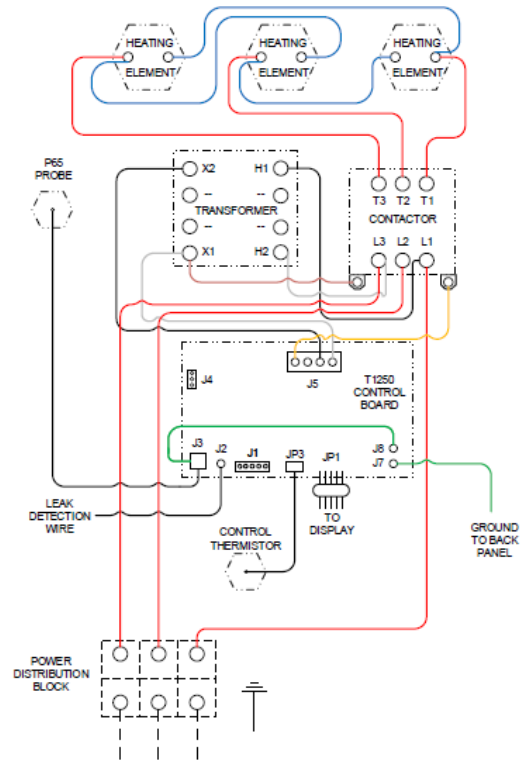 HEATING
ELEMENT
HEATING
ELEMENT
HEATING
ELEMENT
P65
PROBE
X2
H1
--
--
TRANSFORMER
--
--
X1
H2
T3
T2
T1
CONTACTOR
L3
L2
L1
J5
J4
T1250
CONTROL
BOARD
J3
J2
J1
JP3
JP1
J8
J7
LEAK
DETECTION
WIRE
CONTROL
THERMISTOR
TO
DISPLAY
GROUND
TO BACK
PANEL
POWER
DISTRIBUTION
BLOCK